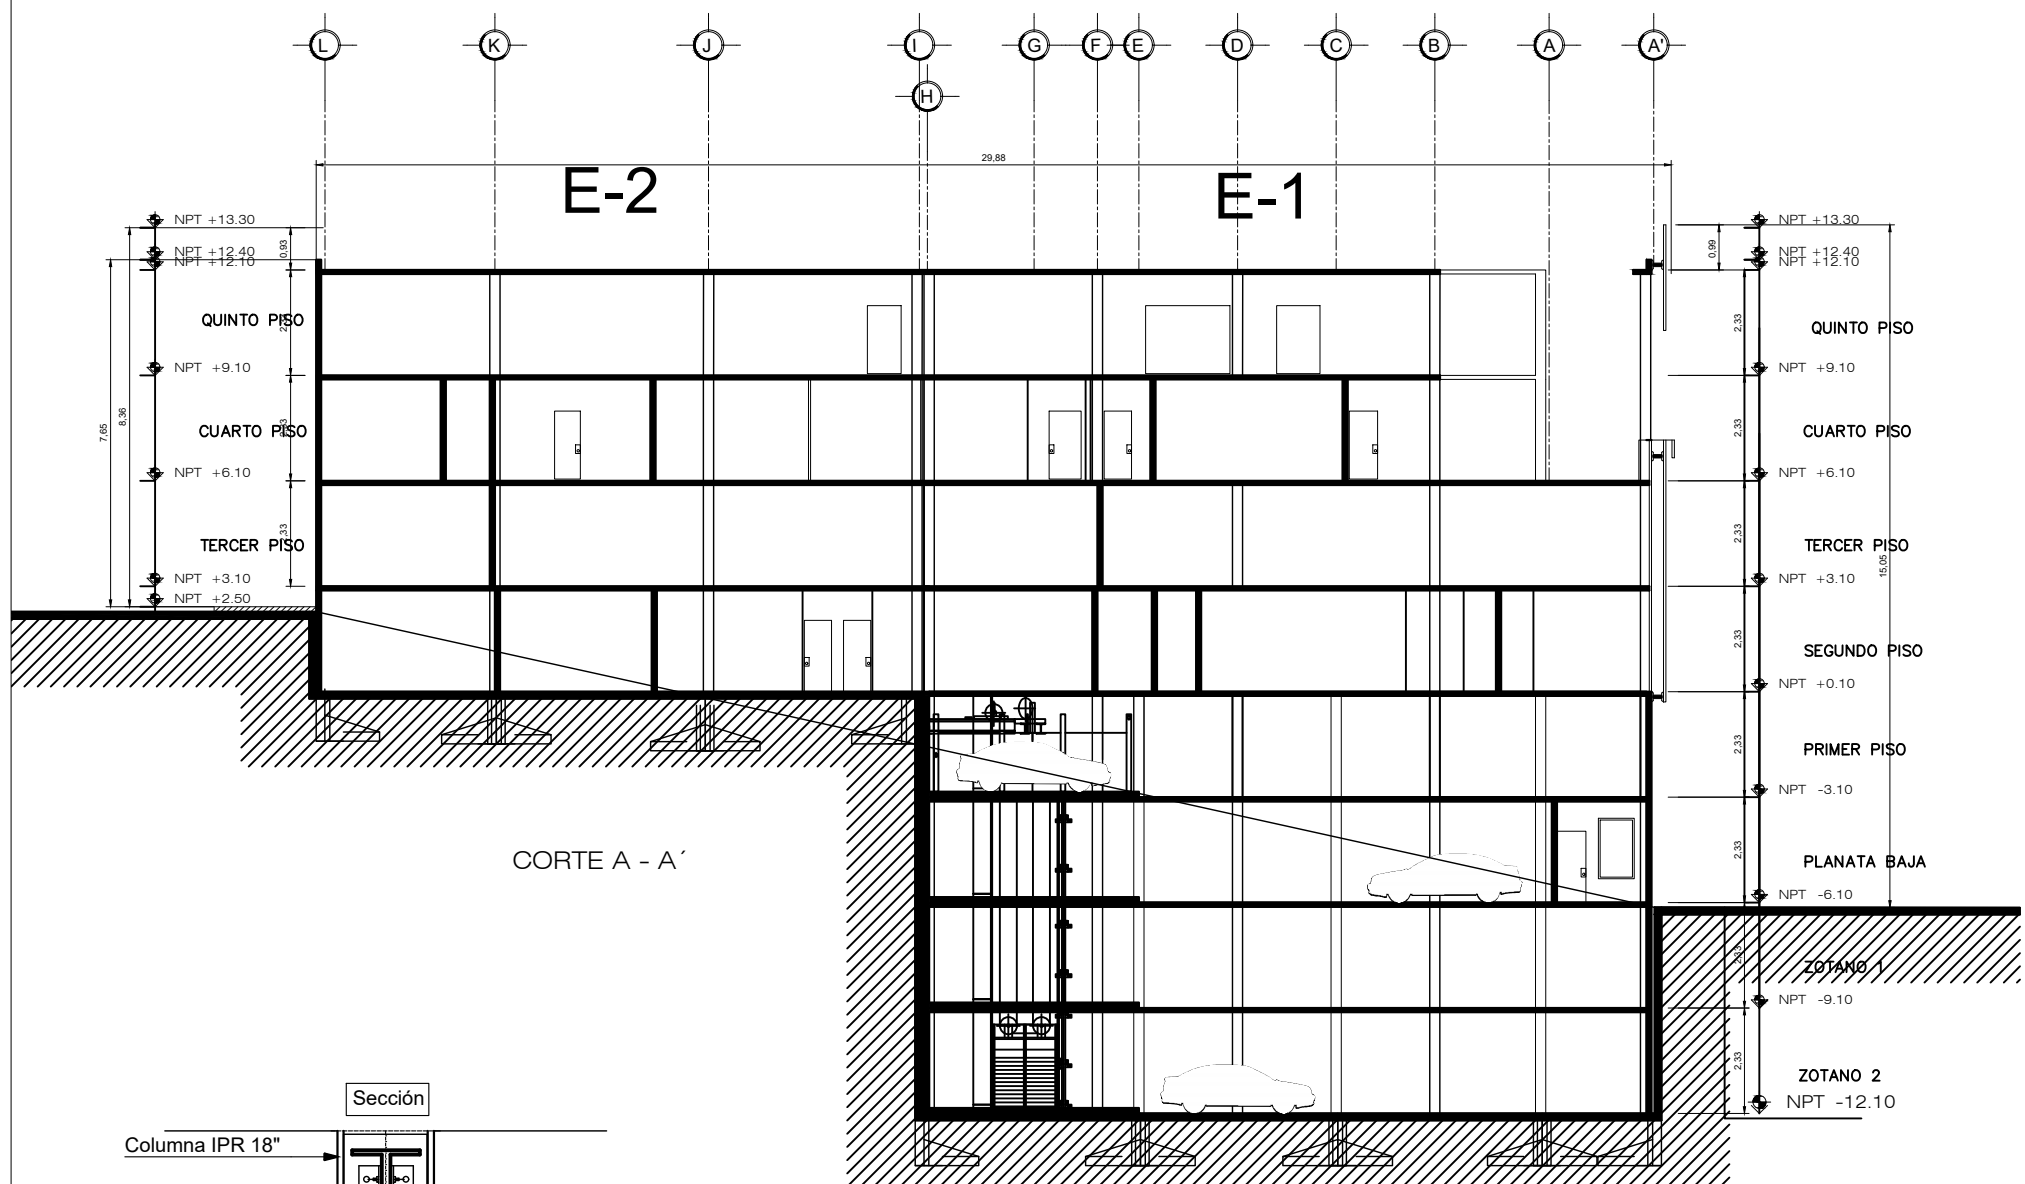 L K J I G F E D C B A A'
H
29,88
E-2
E-1
NPT +13.30
NPT +12.40
NPT +12.10
0,93
QUINTO PISO
NPT +9.10
CUARTO PISO
7,65
8,36
NPT +6.10
TERCER PISO
2,33
NPT +3.10
NPT +2.50
NPT +13.30
NPT +12.40
NPT +12.10
0,99
2,33
QUINTO PISO
NPT +9.10
2,33
CUARTO PISO
NPT +6.10
2,33
TERCER PISO
15,05
NPT +3.10
2,33
SEGUNDO PISO
NPT +0.10
2,33
PRIMER PISO
NPT -3.10
2,33
PLANATA BAJA
NPT -6.10
2,33
ZOTANO 1
NPT -9.10
2,33
ZOTANO 2
NPT -12.10
CORTE A - A´
Sección
Columna IPR 18"